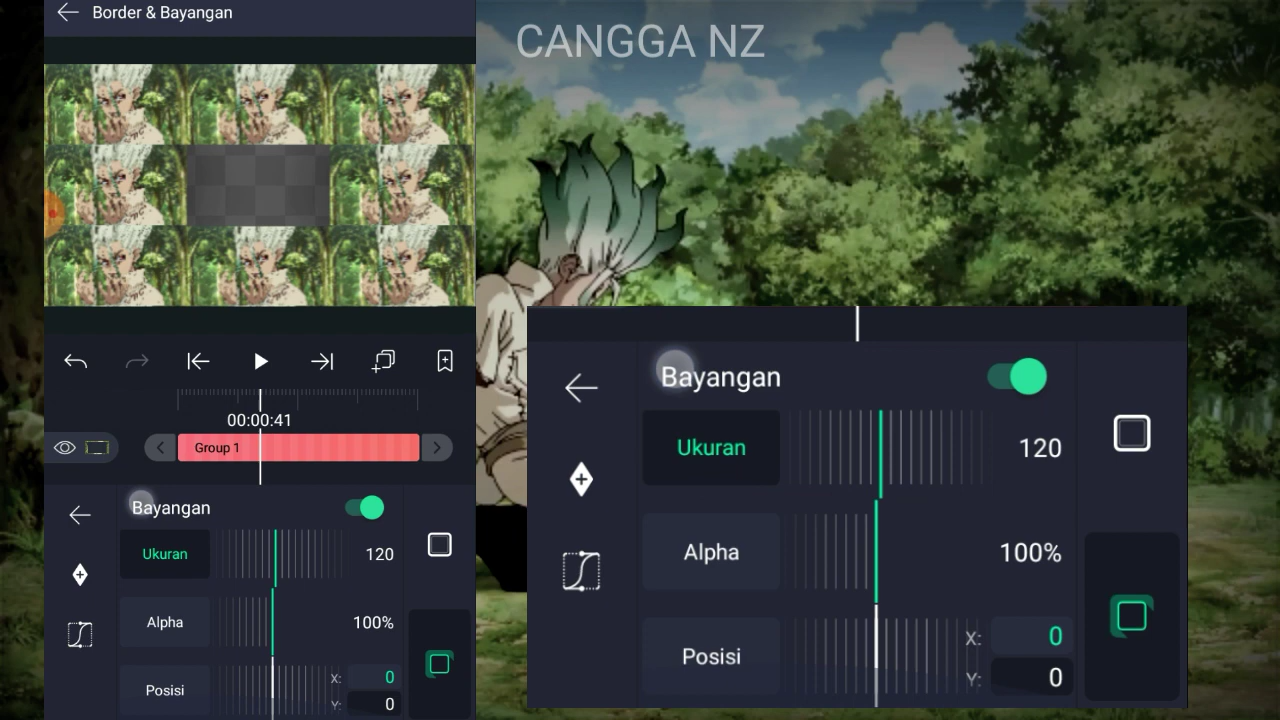 Border & Bayangan
CANGGA NZ
00:00:41
Group 1
Bayangan
Ukuran
120
Alpha
100%
Posisi
X:
0
Y:
0
Bayangan
Ukuran
120
Alpha
100%
Posisi
X:
0
Y:
0